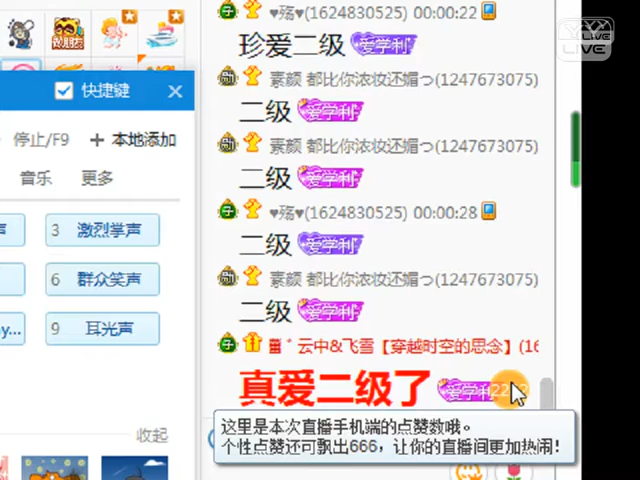 快捷键
停止/F9
本地添加
音乐
更多
3 激烈掌声
6 群众笑声
9 耳光声
收起
♥殇♥(1624830525) 00:00:22
珍爱二级 爱学利
素颜 都比你浓妆还媚つ(1247673075)
二级 爱学利
素颜 都比你浓妆还媚つ(1247673075)
二级 爱学利
♥殇♥(1624830525) 00:00:28
二级 爱学利
素颜 都比你浓妆还媚つ(1247673075)
二级 爱学利
云中&飞雪【穿越时空的思念】(16
真爱二级了 爱学利
这里是本次直播手机端的点赞数哦。
个性点赞还可飘出666，让你的直播间更加热闹！
LIVE